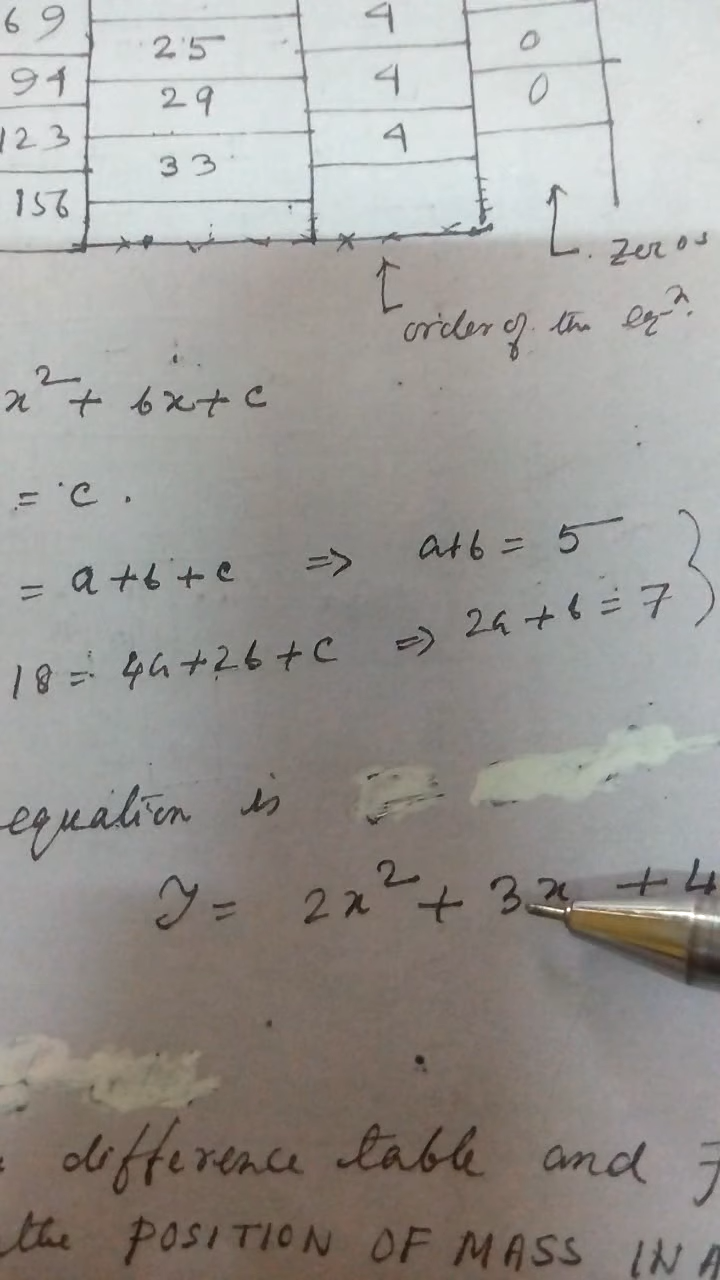 69 4
25 0
94 4
29 0
123 4
33
156
zeros
order of the eqⁿ.
x² + bx + c
= c .
= a + b + c ⇒ a+b = 5
18 = 4a + 2b + c ⇒ 2a + b = 7
equation is
y = 2x² + 3x + 4
difference table and
the POSITION OF MASS IN A